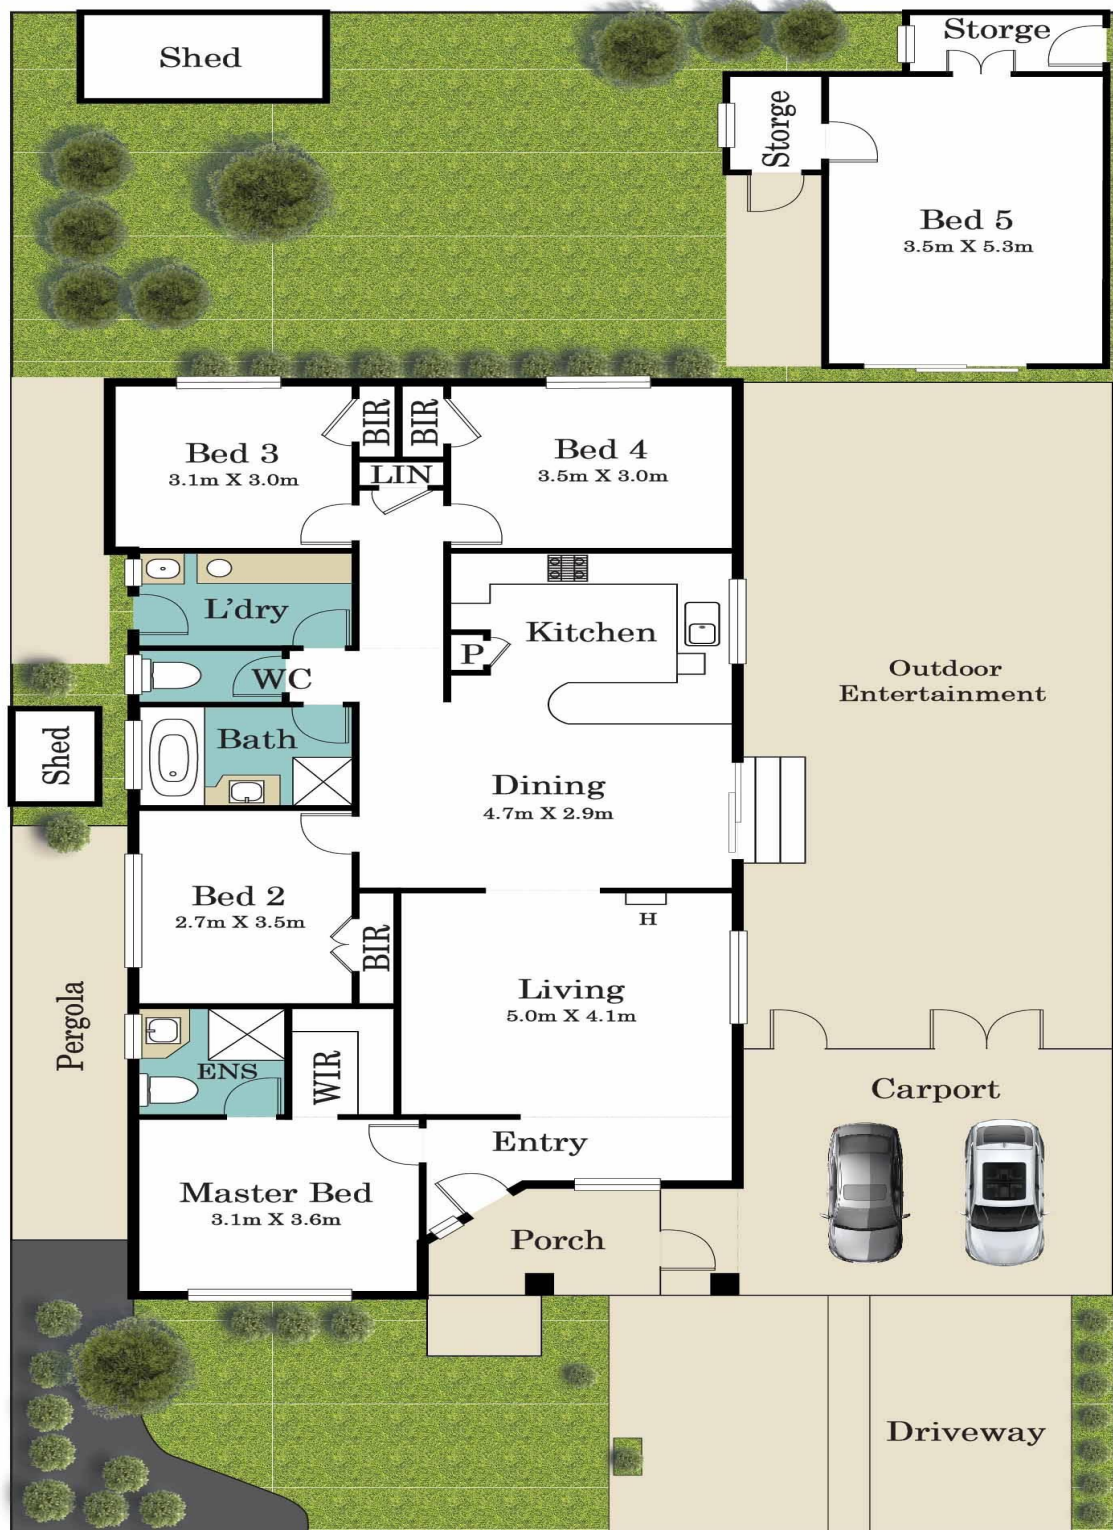 Shed
Storge
Storge
Bed 5
3.5m X 5.3m
Bed 3
3.1m X 3.0m
BIR
BIR
LIN
Bed 4
3.5m X 3.0m
L'dry
WC
Bath
Kitchen
P
Outdoor
Entertainment
Shed
Dining
4.7m X 2.9m
Bed 2
2.7m X 3.5m
BIR
H
Living
5.0m X 4.1m
Pergola
ENS
WIR
Carport
Entry
Master Bed
3.1m X 3.6m
Porch
Driveway